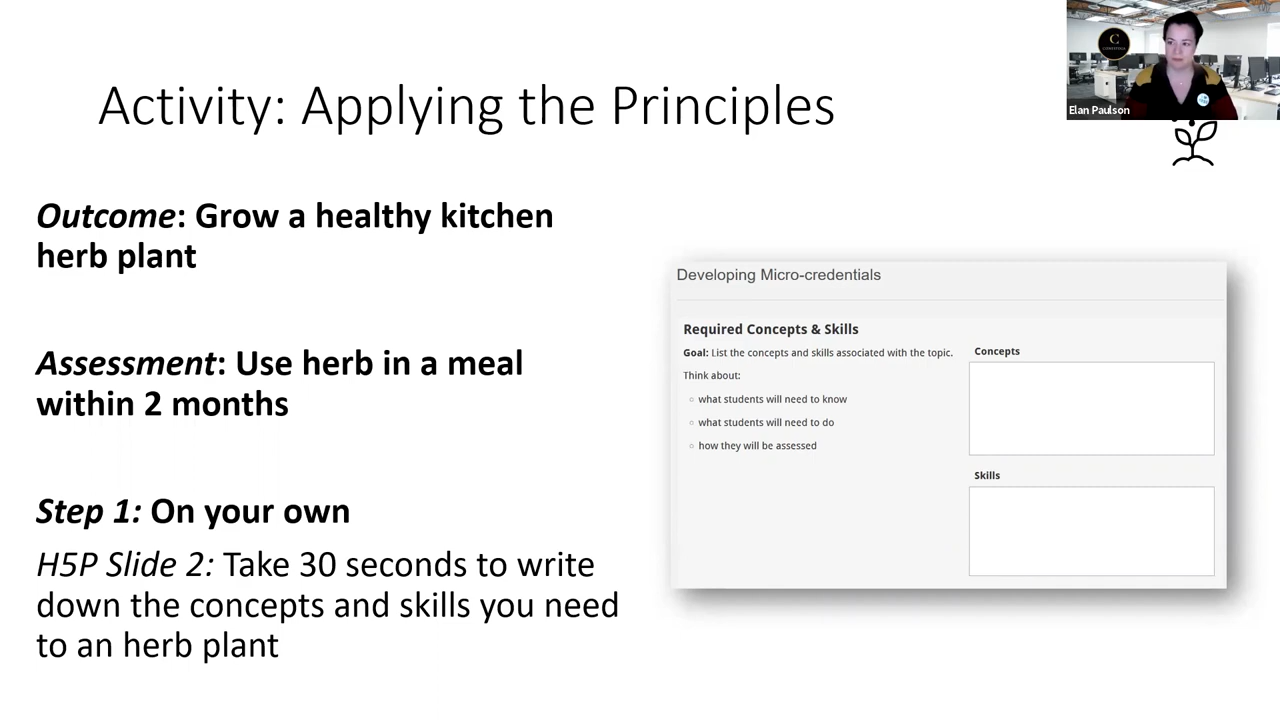 Activity: Applying the Principles
C
CONESTOGA
Elan Paulson
Outcome: Grow a healthy kitchen
herb plant
Assessment: Use herb in a meal
within 2 months
Step 1: On your own
H5P Slide 2: Take 30 seconds to write
down the concepts and skills you need
to an herb plant
Developing Micro-credentials
Required Concepts & Skills
Goal: List the concepts and skills associated with the topic.
Think about:
what students will need to know
what students will need to do
how they will be assessed
Concepts
Skills